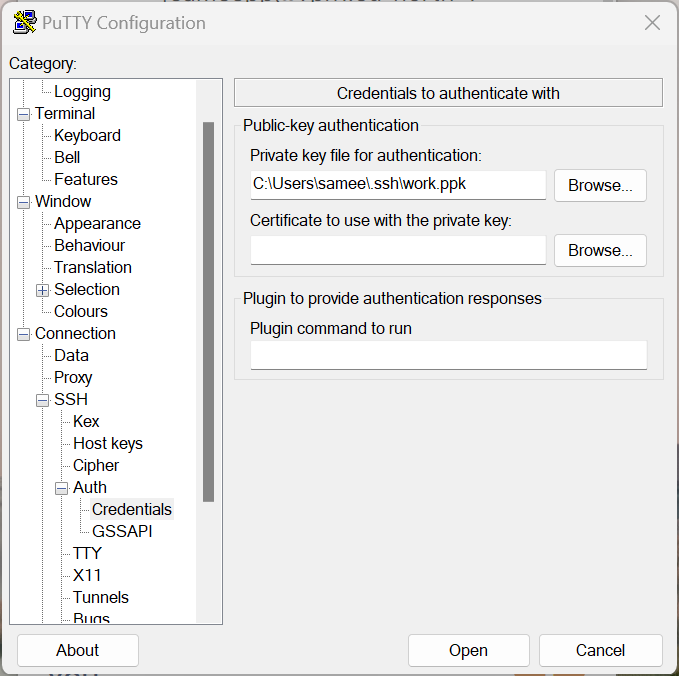 PuTTY Configuration
Category:
Logging
Terminal
Keyboard
Bell
Features
Window
Appearance
Behaviour
Translation
Selection
Colours
Connection
Data
Proxy
SSH
Kex
Host keys
Cipher
Auth
Credentials
GSSAPI
TTY
X11
Tunnels
Bugs
Credentials to authenticate with
Public-key authentication
Private key file for authentication:
C:\Users\samee\.ssh\work.ppk Browse...
Certificate to use with the private key:
Browse...
Plugin to provide authentication responses
Plugin command to run
About Open Cancel